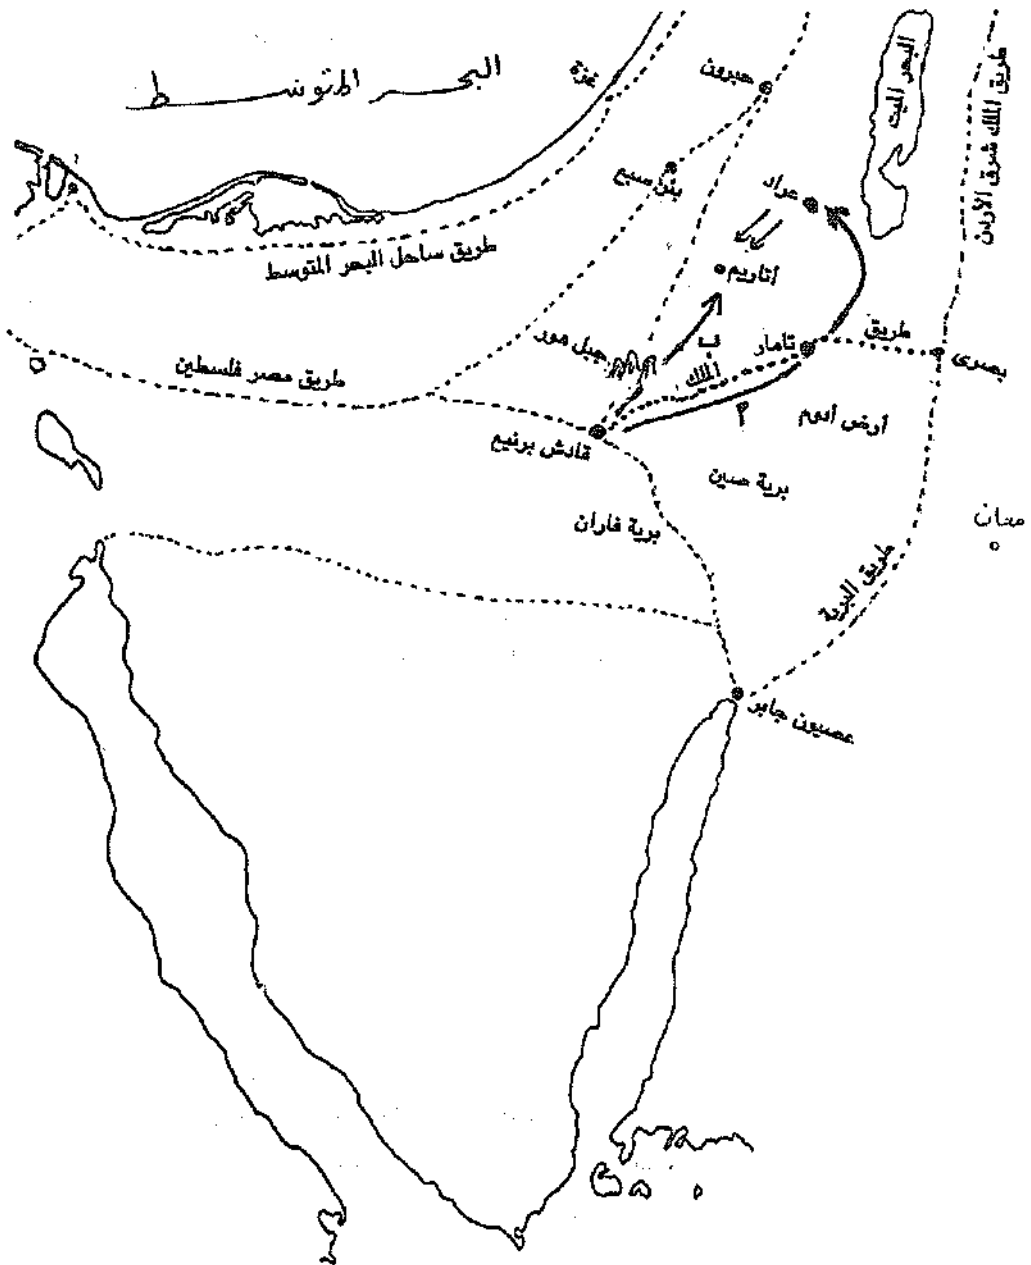 البحر المتوسط
غزة
حبرون
البحر الميت
طريق الملك شرق الأردن
بئر سبع
عراد
طريق ساحل البحر المتوسط
أتاريم
جبل هور
ب
تامار
طريق
الملك
بصرى
طريق مصر فلسطين
أ
أرض أدوم
قادش برنيع
برية صين
برية فاران
معان
طريق البرية
عصيون جابر